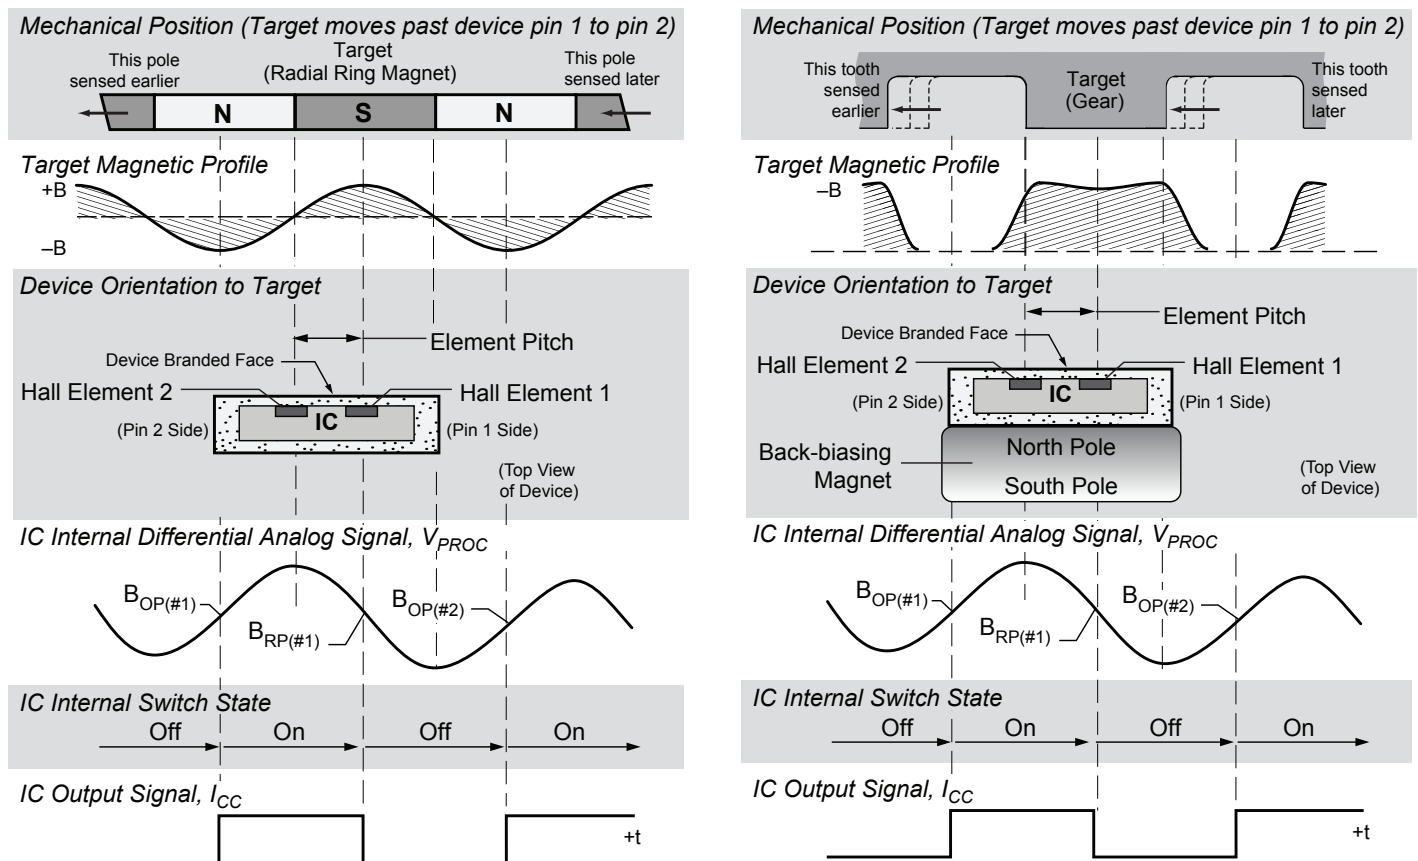 Mechanical Position (Target moves past device pin 1 to pin 2)
This pole
sensed earlier
Target
(Radial Ring Magnet)
This pole
sensed later
N
S
N
Target Magnetic Profile
+B
–B
Device Orientation to Target
Element Pitch
Device Branded Face
Hall Element 2
Hall Element 1
IC
(Pin 2 Side)
(Pin 1 Side)
(Top View
of Device)
IC Internal Differential Analog Signal, VPROC
BOP(#1)
BRP(#1)
BOP(#2)
IC Internal Switch State
Off
On
Off
On
IC Output Signal, ICC
+t
Mechanical Position (Target moves past device pin 1 to pin 2)
This tooth
sensed
earlier
Target
(Gear)
This tooth
sensed
later
Target Magnetic Profile
–B
Device Orientation to Target
Element Pitch
Device Branded Face
Hall Element 2
Hall Element 1
IC
(Pin 2 Side)
(Pin 1 Side)
Back-biasing
Magnet
North Pole
South Pole
(Top View
of Device)
IC Internal Differential Analog Signal, VPROC
BOP(#1)
BRP(#1)
BOP(#2)
IC Internal Switch State
Off
On
Off
On
IC Output Signal, ICC
+t